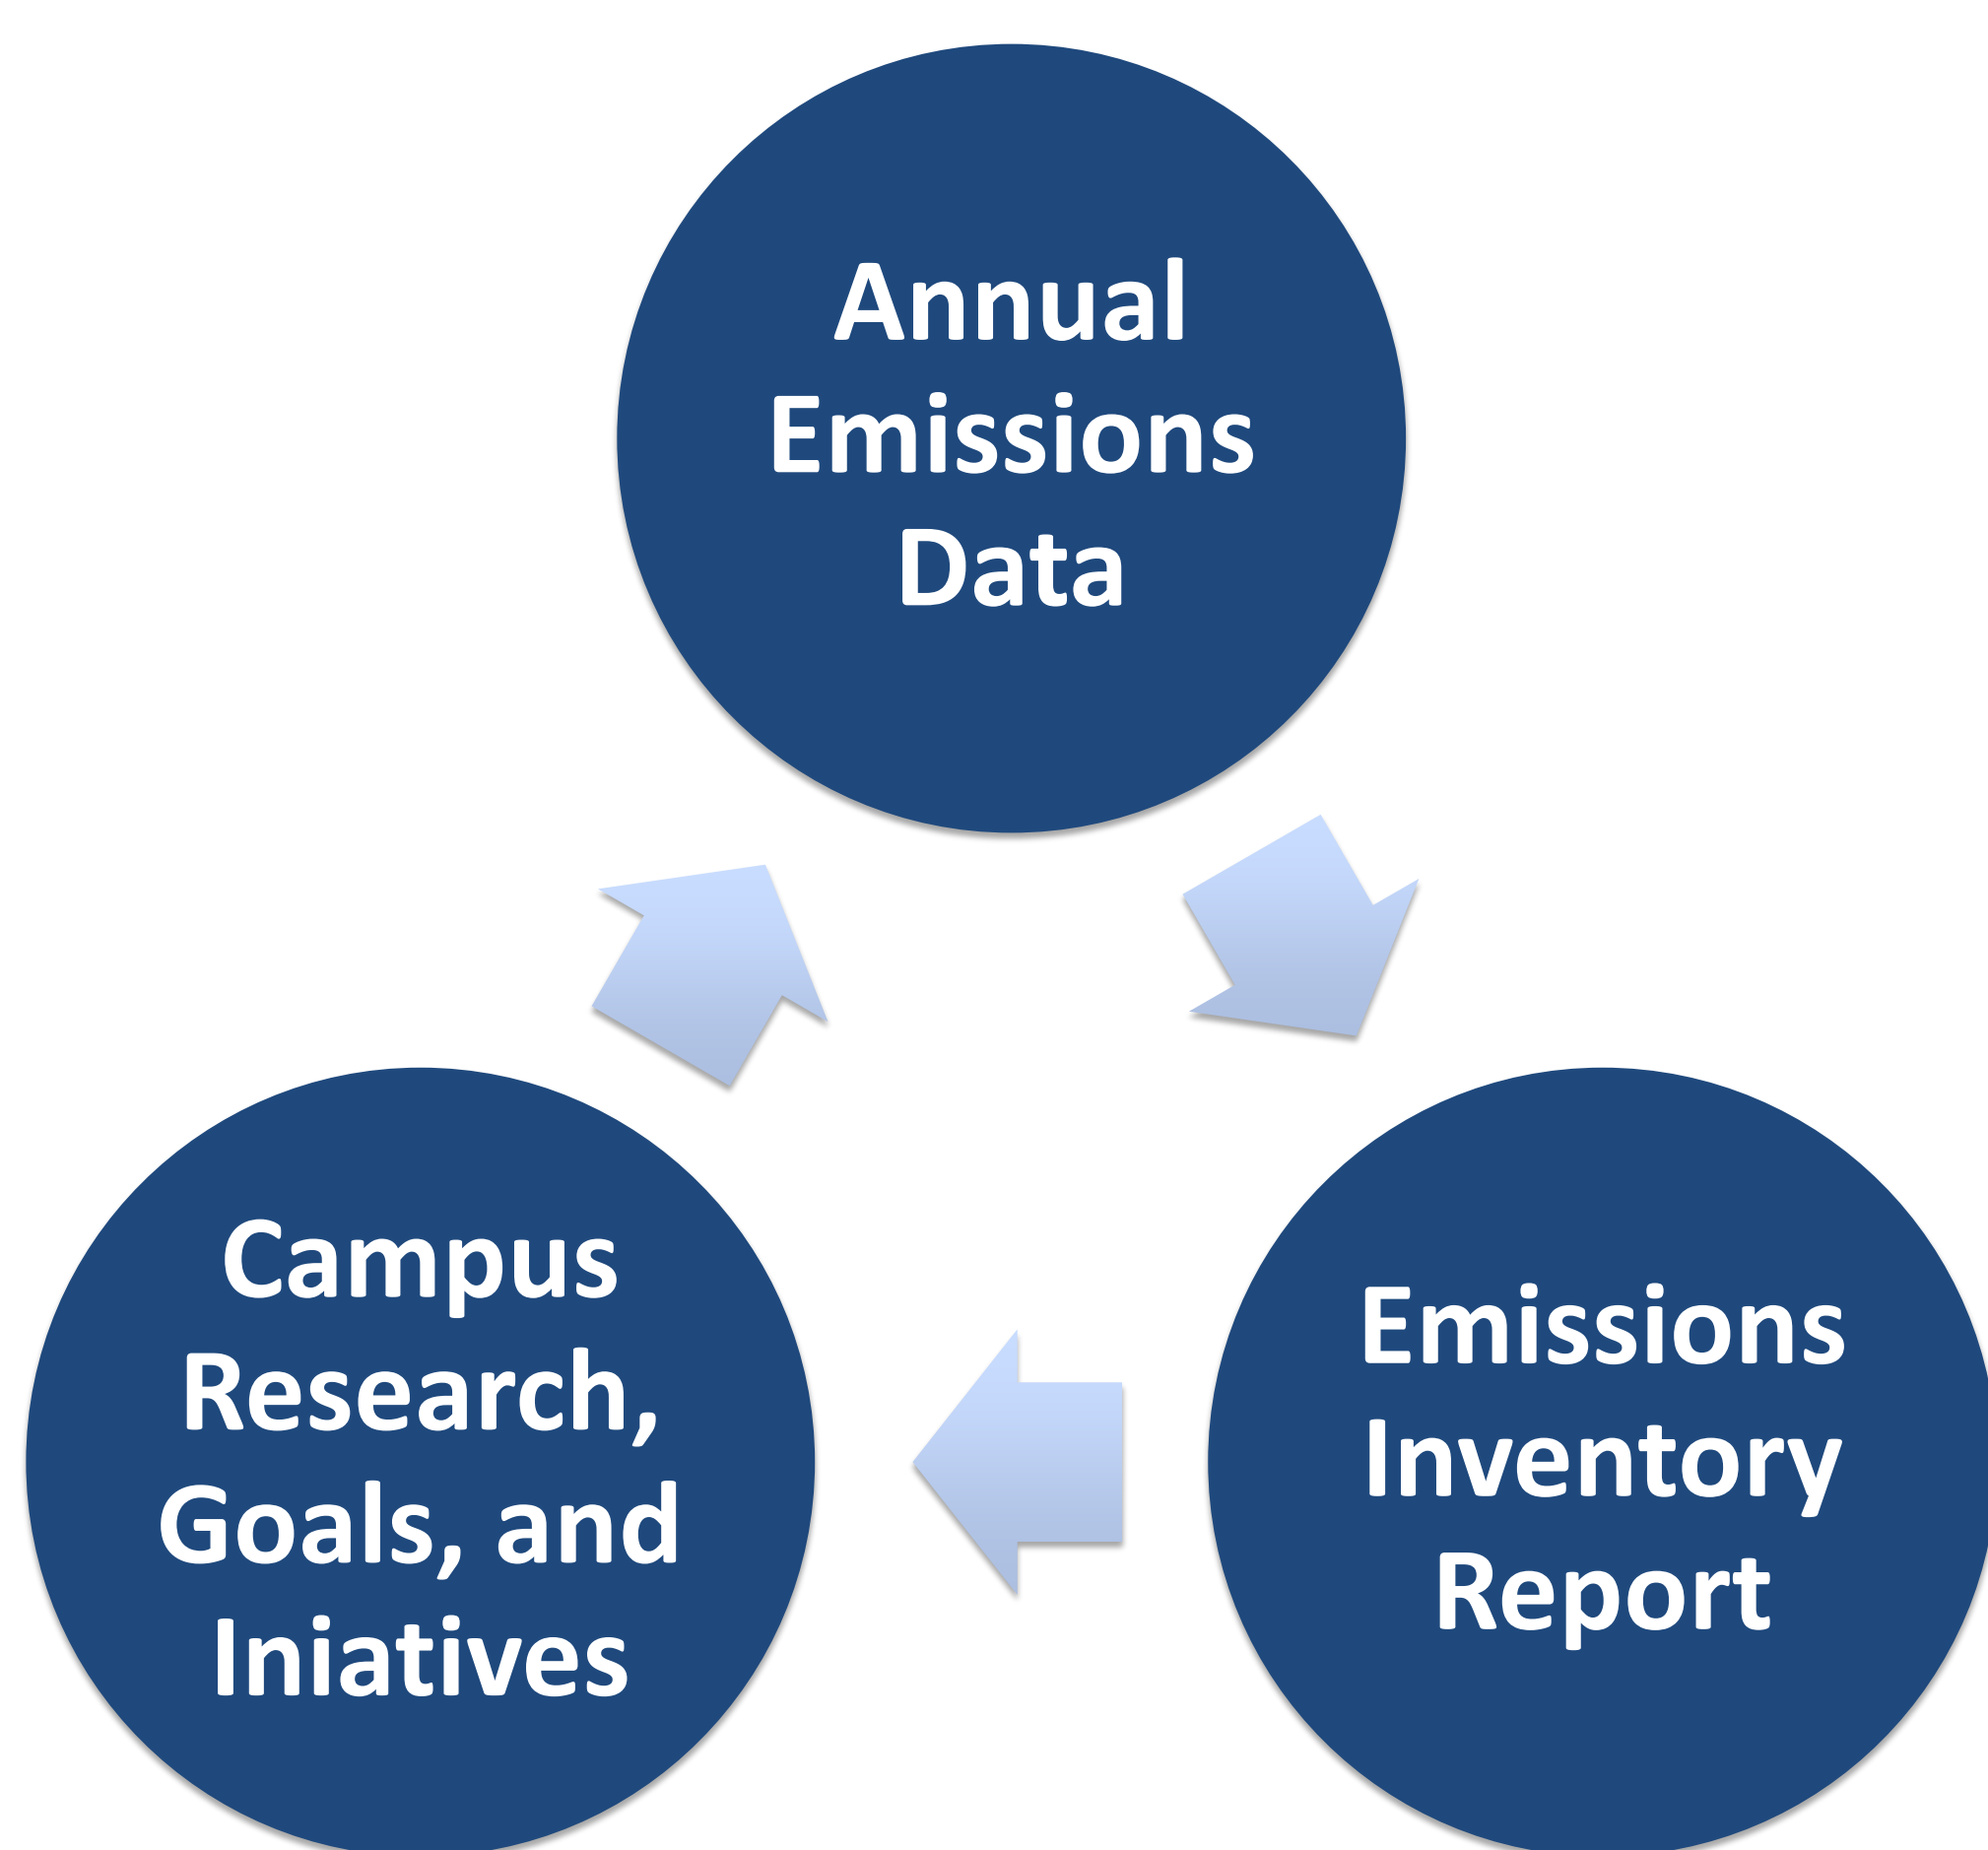 Annual
Emissions
Data
Campus
Research,
Goals, and
Iniatives
Emissions
Inventory
Report